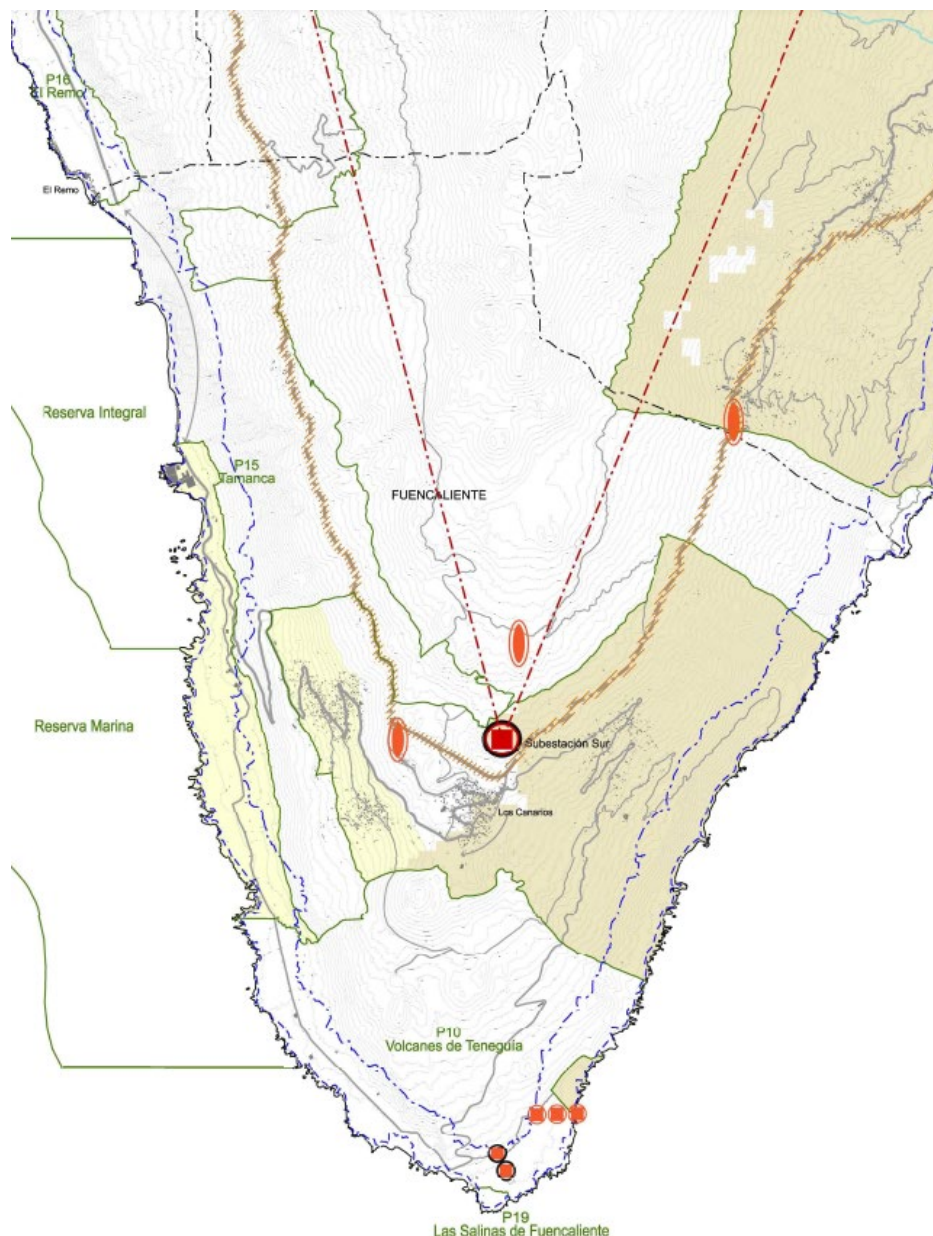 P16
El Remo
El Remo
Reserva Integral
P15
Tamanca
FUENCALIENTE
Reserva Marina
Subestación Sur
Los Canarios
P10
Volcanes de Teneguía
P19
Las Salinas de Fuencaliente